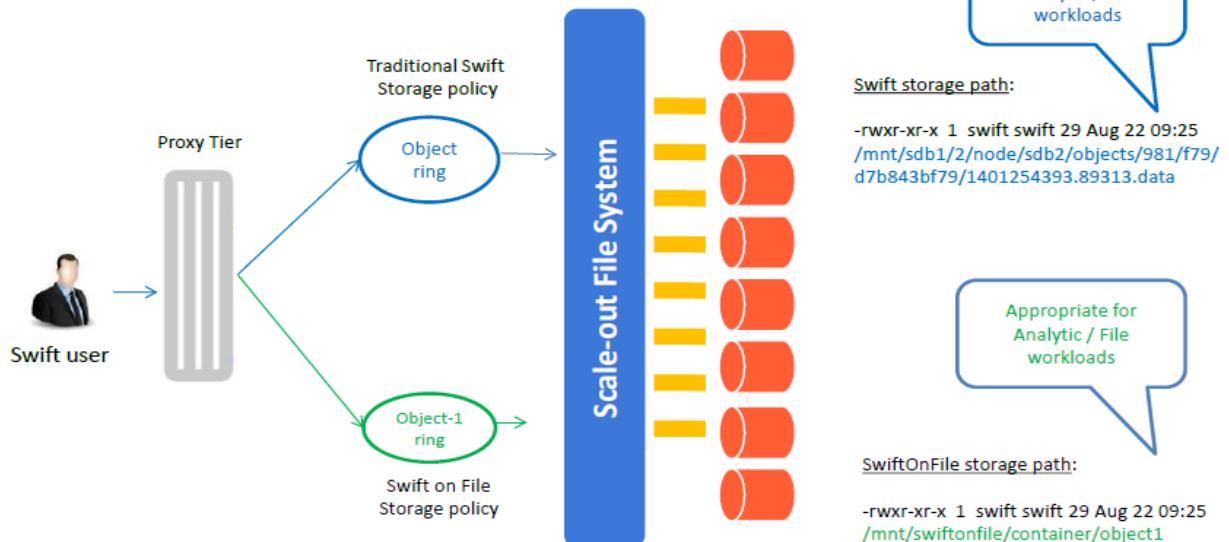 workloads
Traditional Swift
Storage policy
Swift storage path:
-rwxr-xr-x 1 swift swift 29 Aug 22 09:25
/mnt/sdb1/2/node/sdb2/objects/981/f79/
d7b843bf79/1401254393.89313.data
Proxy Tier
Object
ring
Scale-out File System
Swift user
Appropriate for
Analytic / File
workloads
Object-1
ring
Swift on File
Storage policy
SwiftOnFile storage path:
-rwxr-xr-x 1 swift swift 29 Aug 22 09:25
/mnt/swiftonfile/container/object1